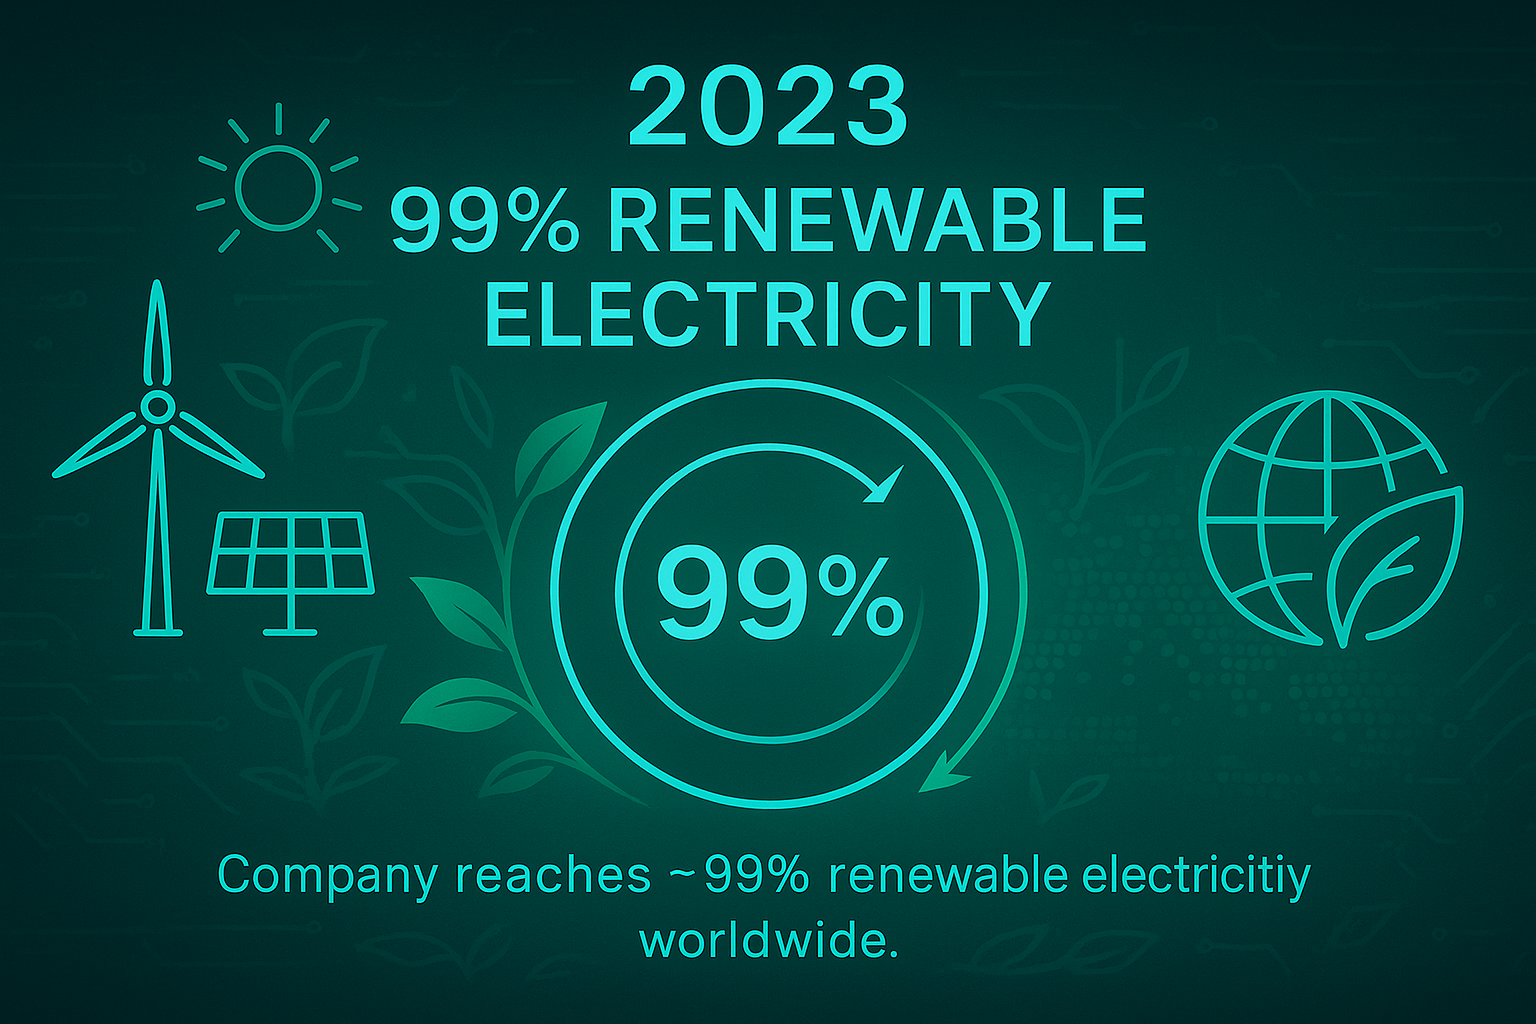 2023
99% RENEWABLE
ELECTRICITY
99%
Company reaches ~99% renewable electricitiy
worldwide.